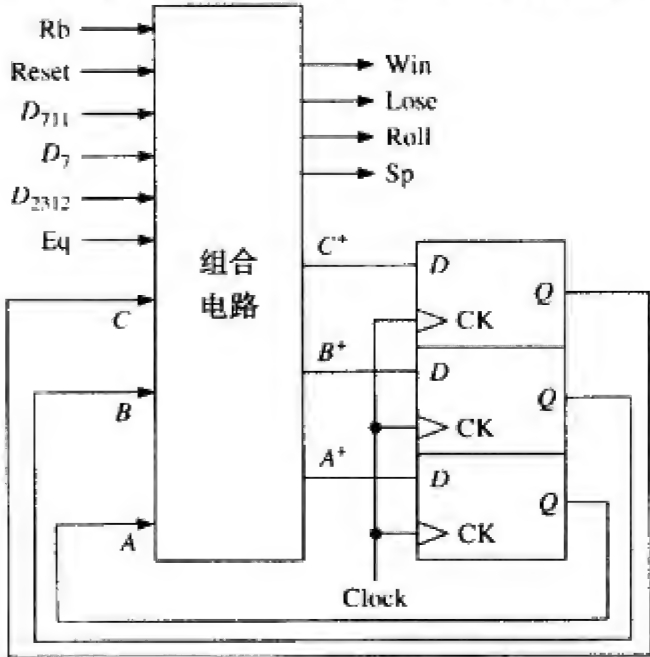 Rb
Reset
D₇₁₁
D₇
D₂₃₁₂
Eq
C
B
A
组合
电路
Win
Lose
Roll
Sp
C⁺
B⁺
A⁺
D
Q
CK
D
Q
CK
D
Q
CK
Clock